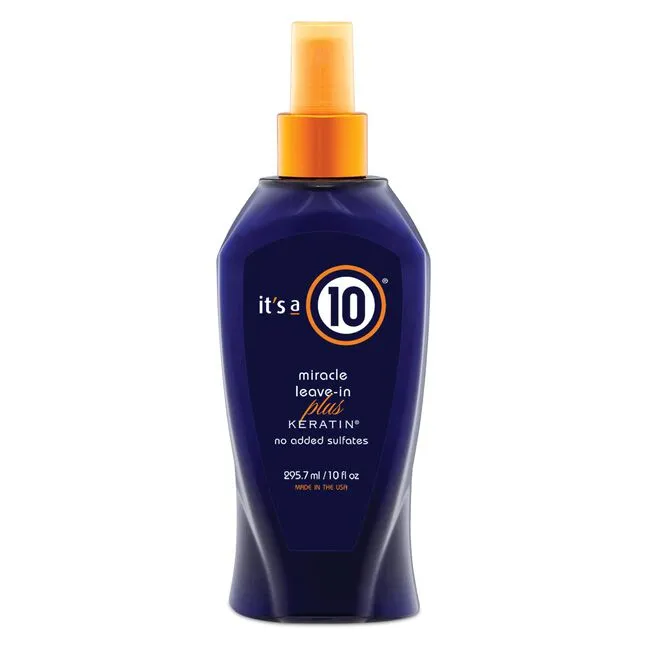 it's a 10®
miracle
leave-in
plus
KERATIN®
no added sulfates
295.7 ml / 10 fl oz
MADE IN THE USA